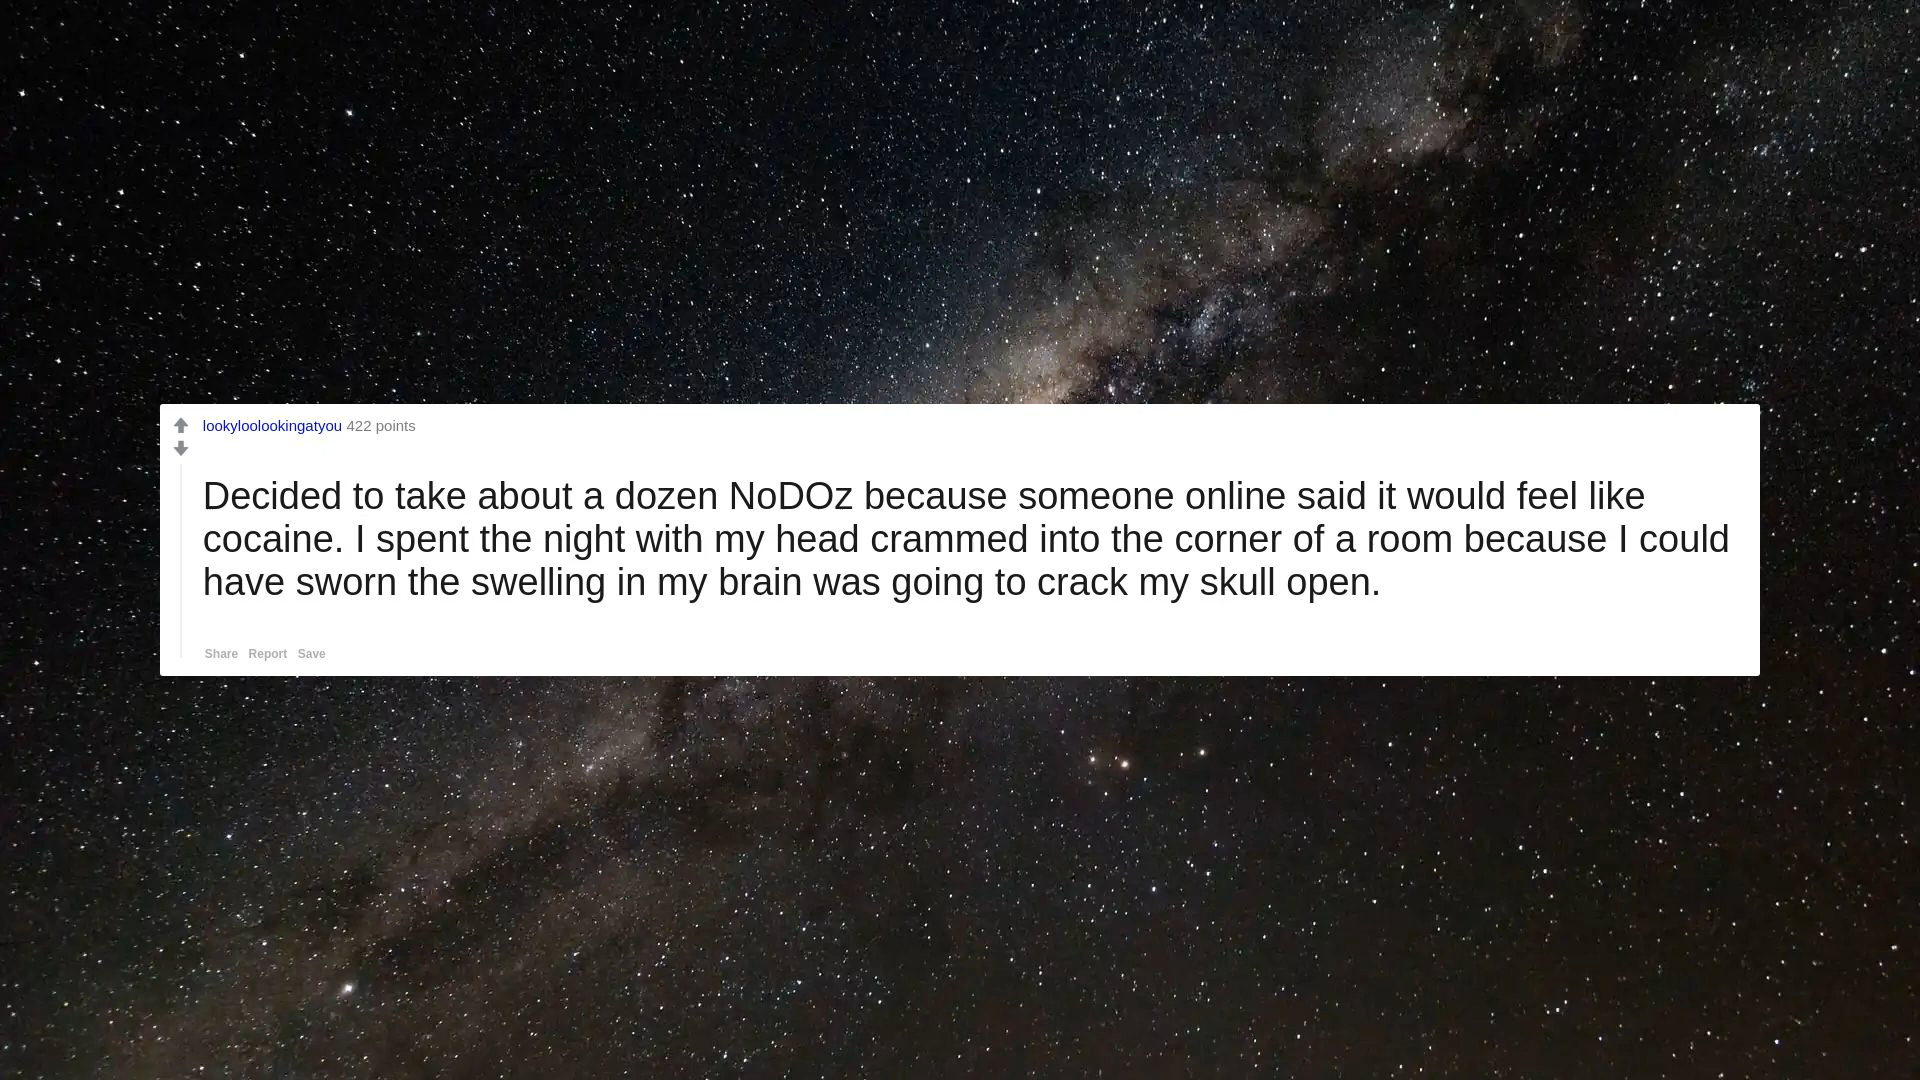 lookyloolookingatyou 422 points
Decided to take about a dozen NoDOz because someone online said it would feel like
cocaine. I spent the night with my head crammed into the corner of a room because I could
have sworn the swelling in my brain was going to crack my skull open.
Share Report Save